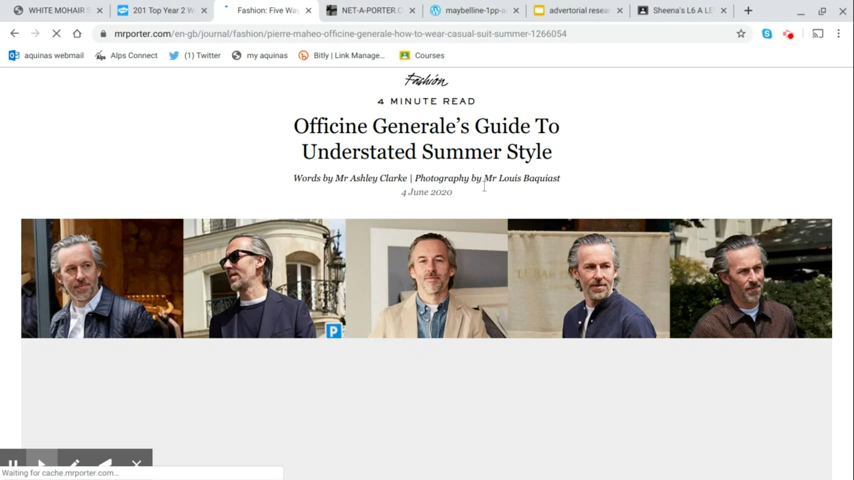 WHITE MOHAIR S
201 Top Year 2 W
Fashion: Five Way
NET-A-PORTER.C
maybelline-1pp-a
advertorial resea
Sheena's L6 A LE
mrporter.com/en-gb/journal/fashion/pierre-maheo-officine-generale-how-to-wear-casual-suit-summer-1266054
aquinas webmail
Alps Connect
(1) Twitter
my aquinas
Bitly | Link Manage...
Courses
Fashion
4 MINUTE READ
Officine Generale's Guide To
Understated Summer Style
Words by Mr Ashley Clarke | Photography by Mr Louis Baquiast
4 June 2020
P
Waiting for cache.mrporter.com...